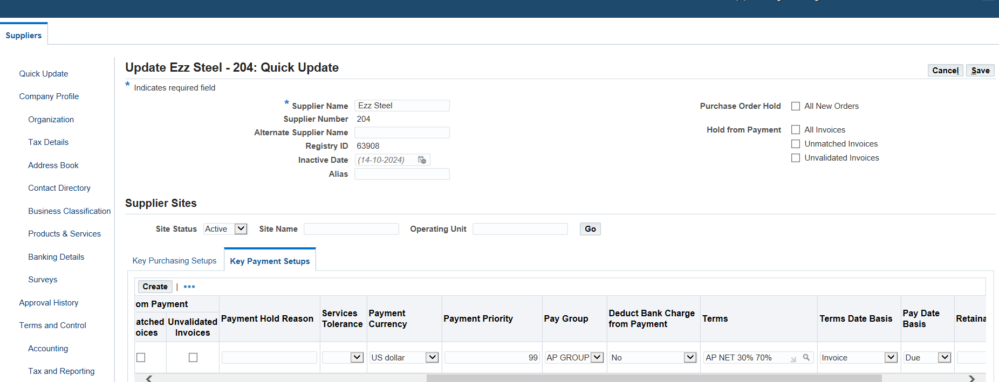 Suppliers
Quick Update
Company Profile
Organization
Tax Details
Address Book
Contact Directory
Business Classification
Products & Services
Banking Details
Surveys
Approval History
Terms and Control
Accounting
Tax and Reporting
Update Ezz Steel - 204: Quick Update
Cancel Save
* Indicates required field
* Supplier Name Ezz Steel
Supplier Number 204
Alternate Supplier Name
Registry ID 63908
Inactive Date (14-10-2024)
Alias
Purchase Order Hold All New Orders
Hold from Payment All Invoices
Unmatched Invoices
Unvalidated Invoices
Supplier Sites
Site Status Active Site Name Operating Unit Go
Key Purchasing Setups Key Payment Setups
Create | •••
om Payment
atched oices Unvalidated Invoices Payment Hold Reason Services Tolerance Payment Currency Payment Priority Pay Group Deduct Bank Charge from Payment Terms Terms Date Basis Pay Date Basis Retaina
US dollar 99 AP GROUP No AP NET 30% 70% Invoice Due